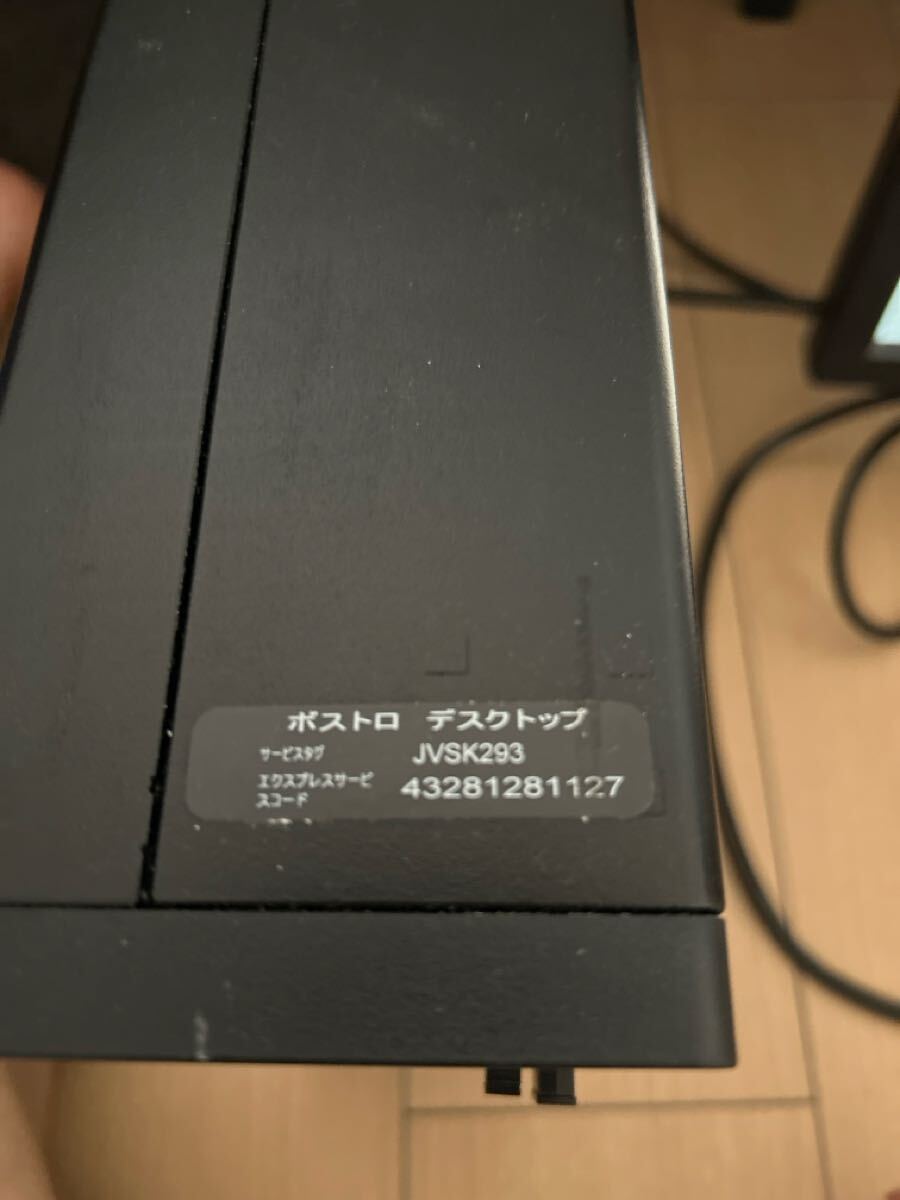 ボストロ デスクトップ
サービスタグ JVSK293
エクスプレスサービ
スコード 43281281127